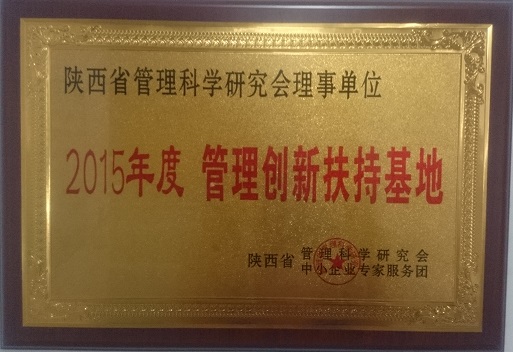 陕西省管理科学研究会理事单位
2015年度 管理创新扶持基地
陕西省 管理科学研究会
中小企业专家服务团